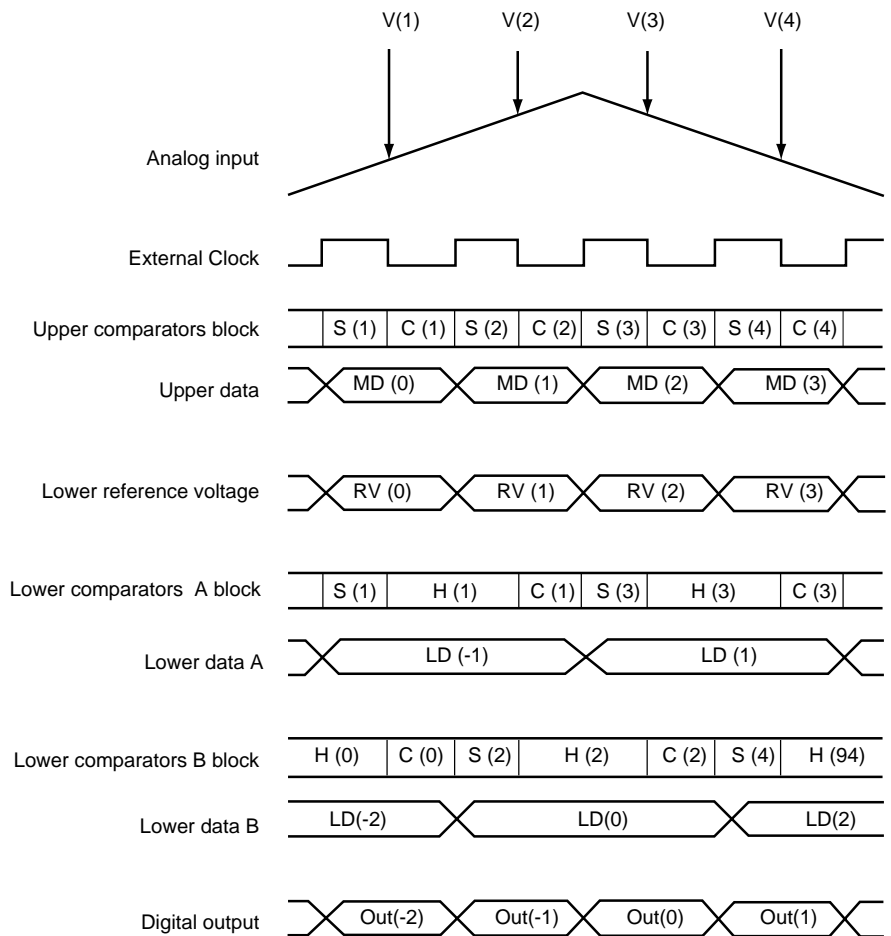 V(1) V(2) V(3) V(4)
Analog input
External Clock
Upper comparators block S (1) C (1) S (2) C (2) S (3) C (3) S (4) C (4)
Upper data MD (0) MD (1) MD (2) MD (3)
Lower reference voltage RV (0) RV (1) RV (2) RV (3)
Lower comparators A block S (1) H (1) C (1) S (3) H (3) C (3)
Lower data A LD (-1) LD (1)
Lower comparators B block H (0) C (0) S (2) H (2) C (2) S (4) H (94)
Lower data B LD(-2) LD(0) LD(2)
Digital output Out(-2) Out(-1) Out(0) Out(1)